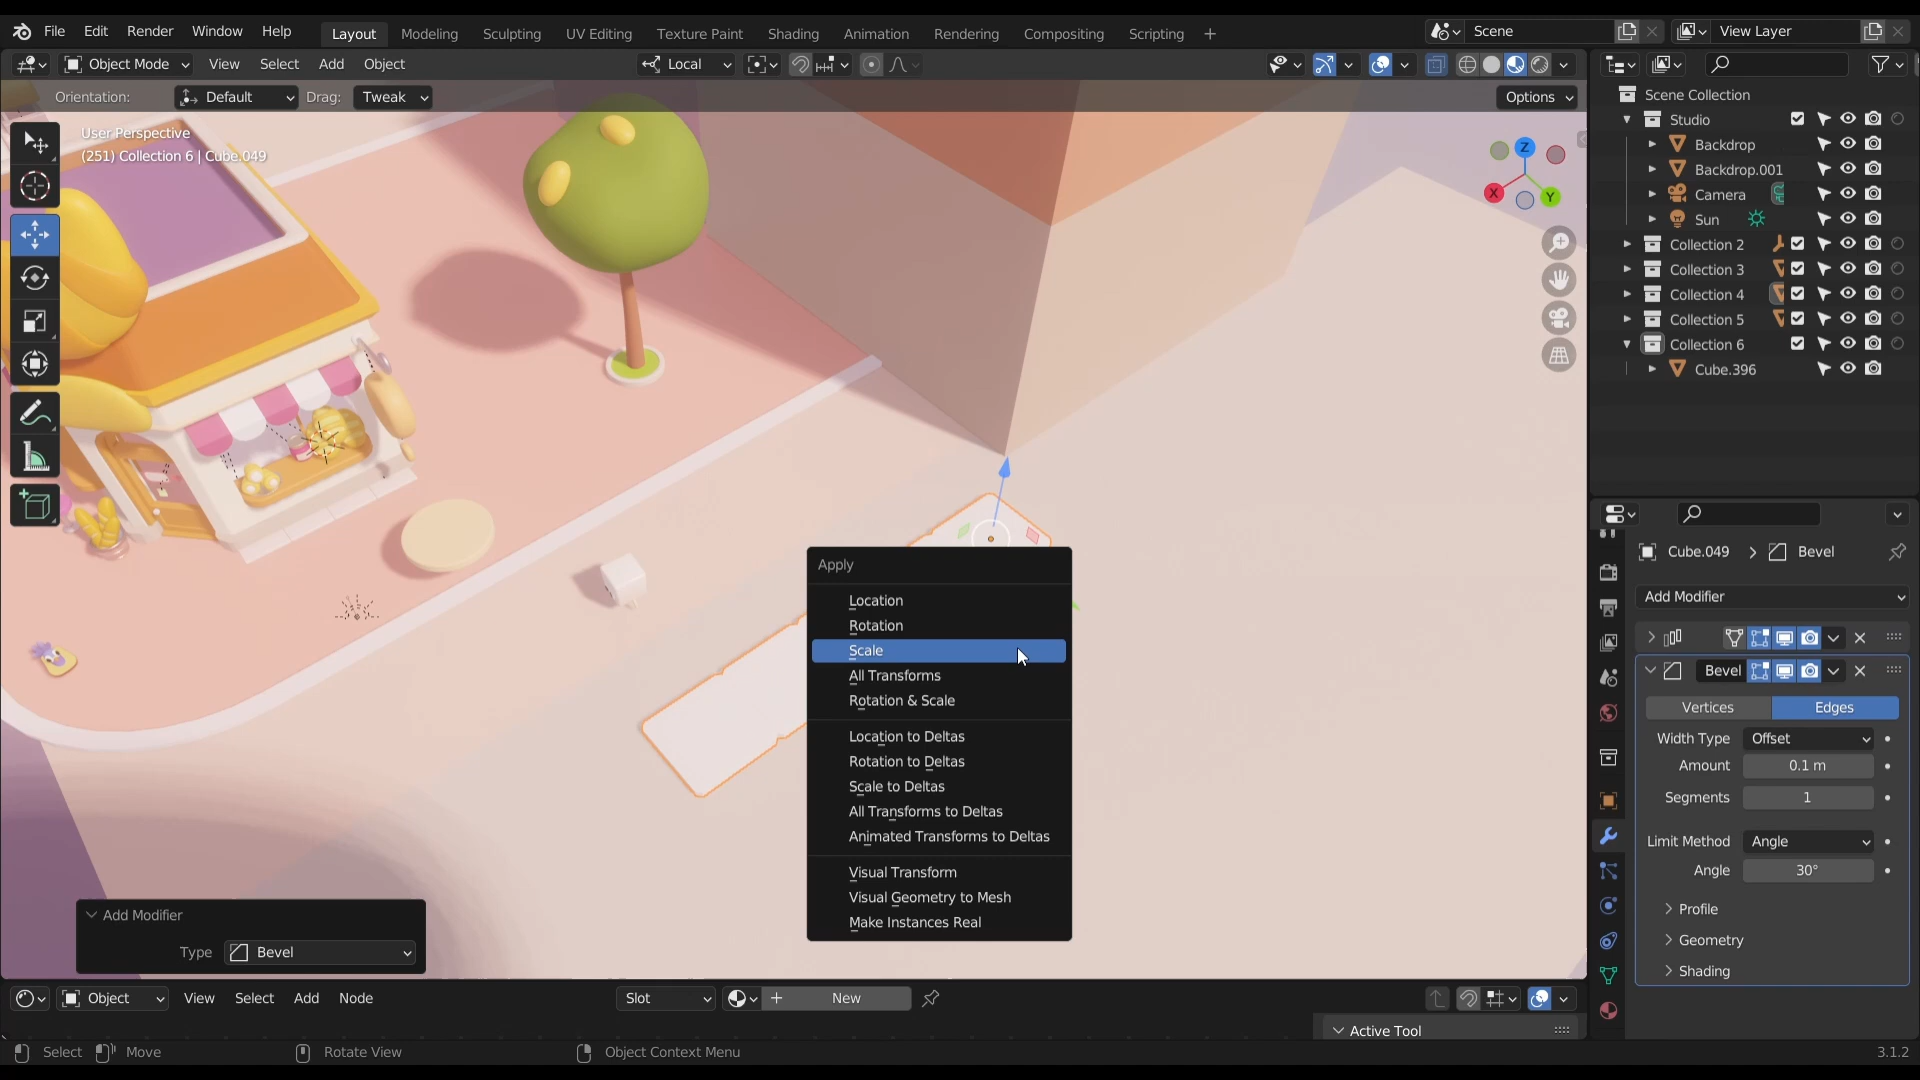 File Edit Render Window Help Layout Modeling Sculpting UV Editing Texture Paint Shading Animation Rendering Compositing Scripting + Scene View Layer
Object Mode View Select Add Object Local
Orientation: Default Drag: Tweak Options
User Perspective
(251) Collection 6 | Cube.049
Z
X
Y
Scene Collection
Studio
Backdrop
Backdrop.001
Camera
Sun
Collection 2
Collection 3
Collection 4
Collection 5
Collection 6
Cube.396
Apply
Location
Rotation
Scale
All Transforms
Rotation & Scale
Location to Deltas
Rotation to Deltas
Scale to Deltas
All Transforms to Deltas
Animated Transforms to Deltas
Visual Transform
Visual Geometry to Mesh
Make Instances Real
Cube.049 > Bevel
Add Modifier
Bevel
Vertices Edges
Width Type Offset
Amount 0.1 m
Segments 1
Limit Method Angle
Angle 30°
Profile
Geometry
Shading
Add Modifier
Type Bevel
Object View Select Add Node Slot New
Active Tool
Select Move Rotate View Object Context Menu 3.1.2